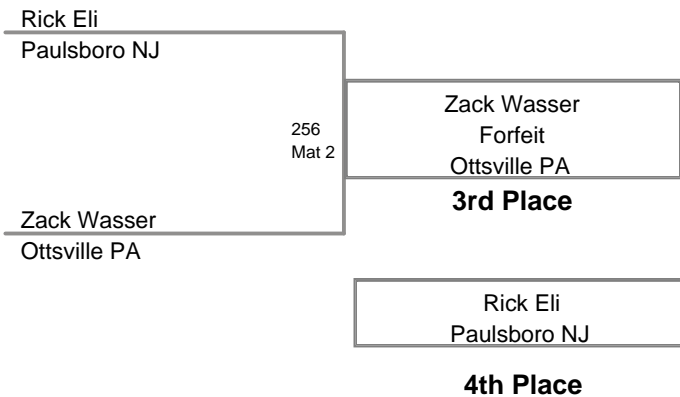 Rick Eli
Paulsboro NJ
256
Mat 2
Zack Wasser
Ottsville PA
Zack Wasser
Forfeit
Ottsville PA
3rd Place
Rick Eli
Paulsboro NJ
4th Place